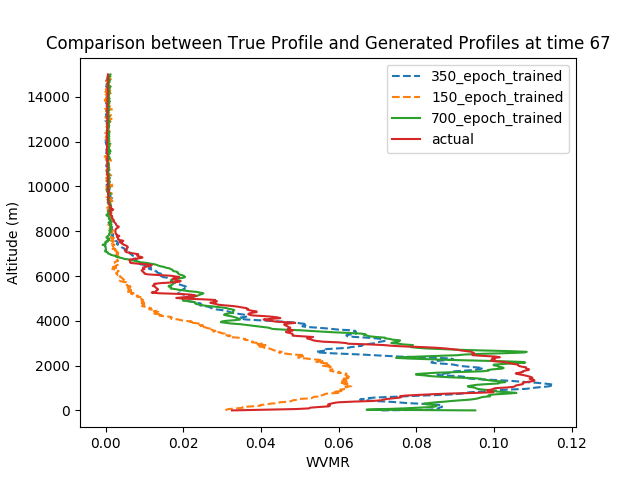 Comparison between True Profile and Generated Profiles at time 67
350_epoch_trained
150_epoch_trained
700_epoch_trained
actual
14000
12000
10000
8000
6000
4000
2000
0
Altitude (m)
0.00 0.02 0.04 0.06 0.08 0.10 0.12
WVMR